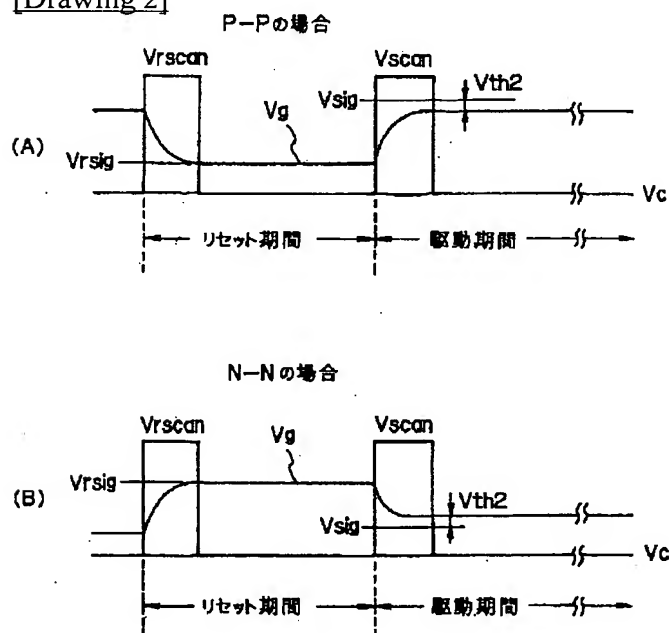 [Drawing 2]
P-Pの場合
Vrscan
Vscan
Vsig
Vth2
Vg
(A)
Vrsig
Vc
リセット期間
駆動期間
N-Nの場合
Vrscan
Vg
Vscan
Vrsig
(B)
Vth2
Vsig
Vc
リセット期間
駆動期間